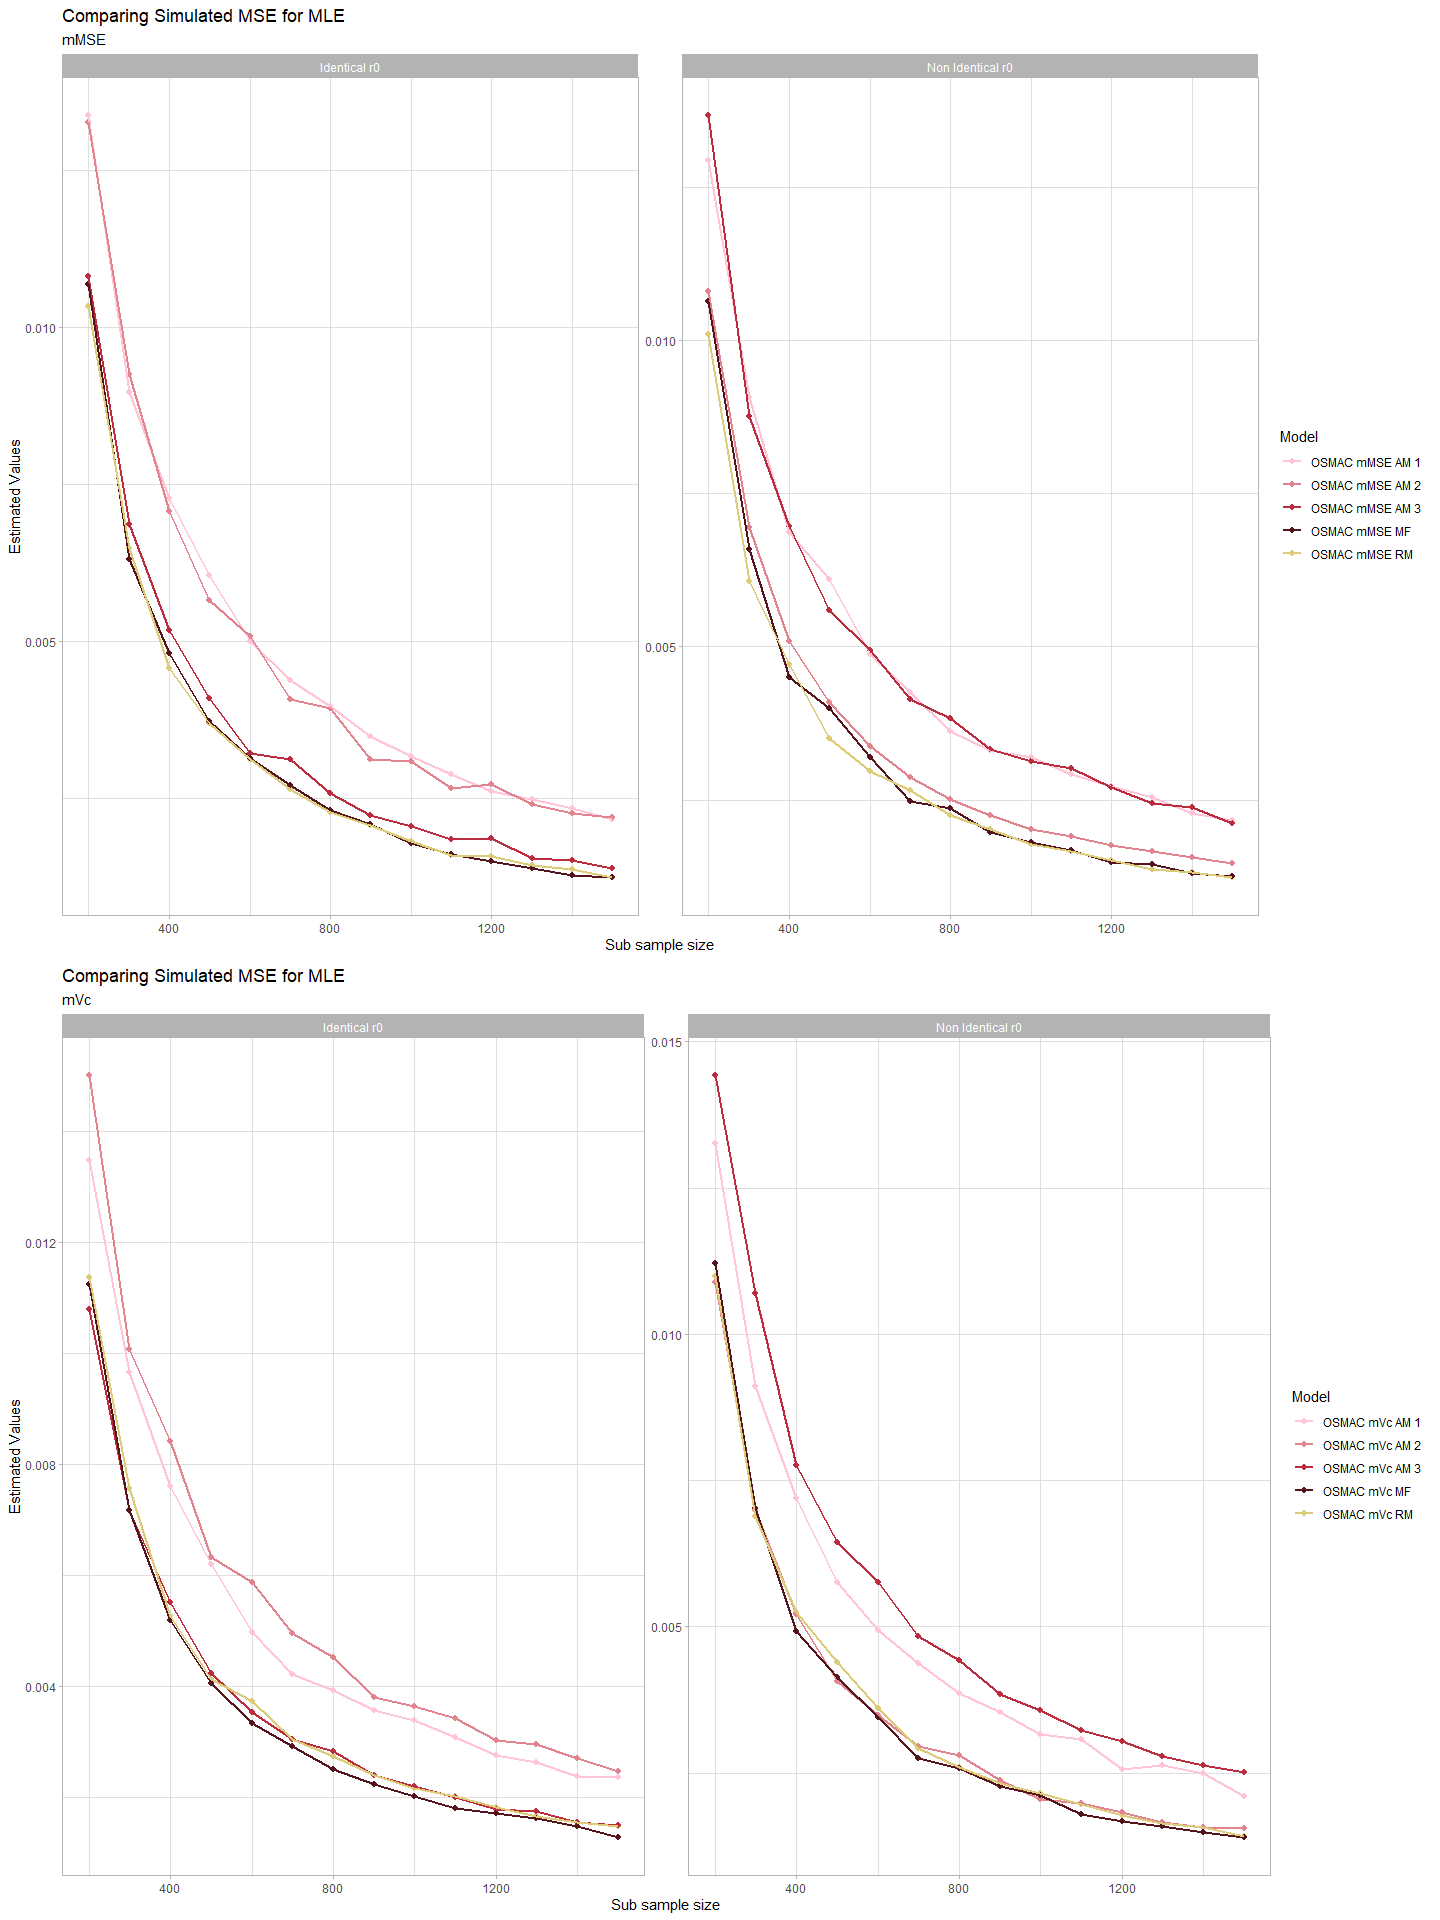 Comparing Simulated MSE for MLE
mMSE
Identical r0
Non Identical r0
0.010
0.005
Estimated Values
400
800
1200
0.010
0.005
400
800
1200
Sub sample size
Model
OSMAC mMSE AM 1
OSMAC mMSE AM 2
OSMAC mMSE AM 3
OSMAC mMSE MF
OSMAC mMSE RM
Comparing Simulated MSE for MLE
mVc
Identical r0
Non Identical r0
0.012
0.008
0.004
Estimated Values
400
800
1200
0.015
0.010
0.005
400
800
1200
Sub sample size
Model
OSMAC mVc AM 1
OSMAC mVc AM 2
OSMAC mVc AM 3
OSMAC mVc MF
OSMAC mVc RM